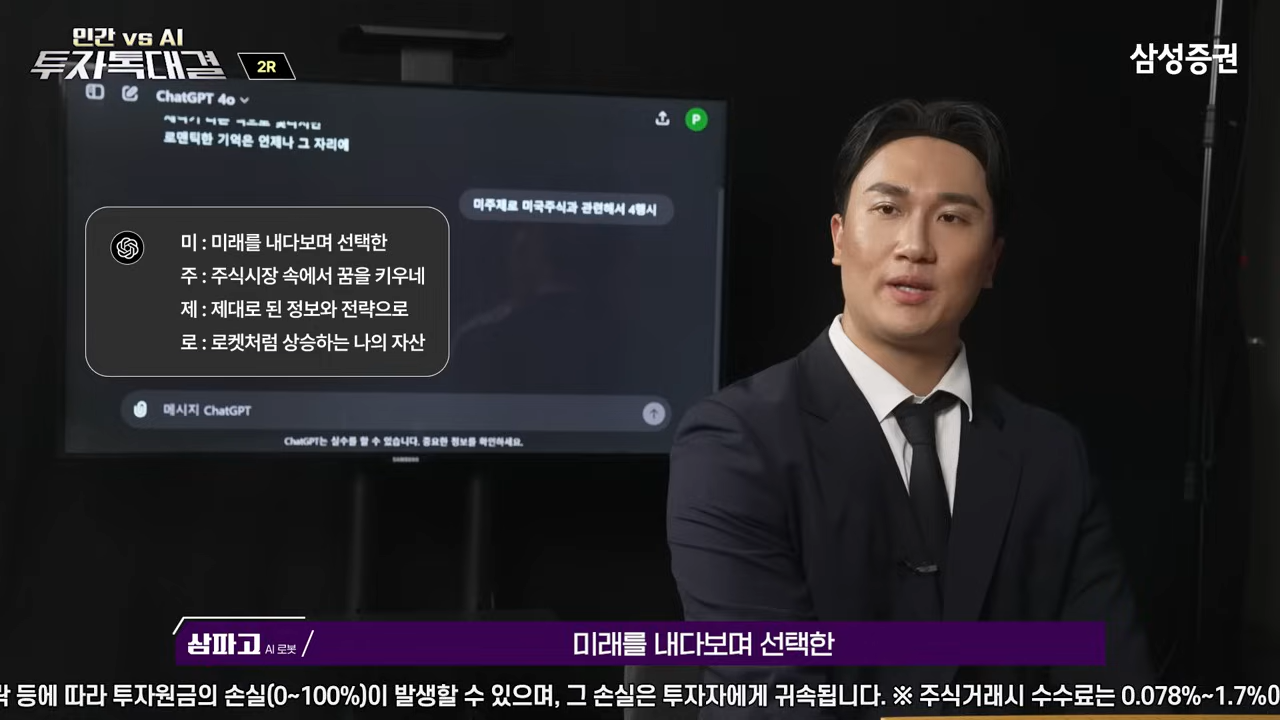 인간 vs AI
투자톡대결 2R
삼성증권
ChatGPT 4o
P
로맨틱한 기억은 언제나 그 자리에
미주제로 미국주식과 관련해서 4행시
미 : 미래를 내다보며 선택한
주 : 주식시장 속에서 꿈을 키우네
제 : 제대로 된 정보와 전략으로
로 : 로켓처럼 상승하는 나의 자산
메시지 ChatGPT
ChatGPT는 실수를 할 수 있습니다. 중요한 정보를 확인하세요.
SAMSUNG
삼파고 AI 로봇 / 미래를 내다보며 선택한
등에 따라 투자원금의 손실(0~100%)이 발생할 수 있으며, 그 손실은 투자자에게 귀속됩니다. ※ 주식거래시 수수료는 0.078%~1.7%